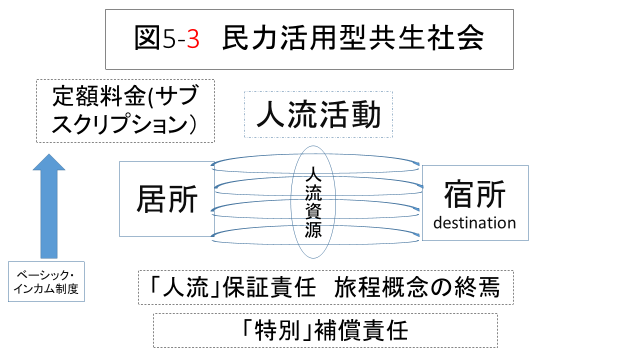 図5-3　民力活用型共生社会
定額料金(サブ
スクリプション）
人流活動
居所
人流資源
宿所
destination
ベーシック・
インカム制度
「人流」保証責任　旅程概念の終焉
「特別」補償責任